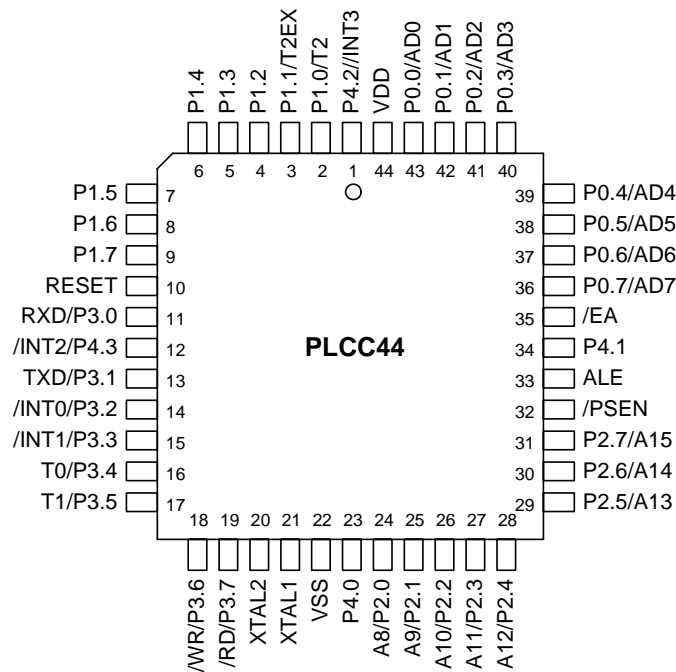 P1.4
P1.3
P1.2
P1.1/T2EX
P1.0/T2
P4.2//INT3
VDD
P0.0/AD0
P0.1/AD1
P0.2/AD2
P0.3/AD3
6 5 4 3 2 1 44 43 42 41 40
P1.5 7 39 P0.4/AD4
P1.6 8 38 P0.5/AD5
P1.7 9 37 P0.6/AD6
RESET 10 36 P0.7/AD7
RXD/P3.0 11 35 /EA
/INT2/P4.3 12 PLCC44 34 P4.1
TXD/P3.1 13 33 ALE
/INT0/P3.2 14 32 /PSEN
/INT1/P3.3 15 31 P2.7/A15
T0/P3.4 16 30 P2.6/A14
T1/P3.5 17 29 P2.5/A13
18 19 20 21 22 23 24 25 26 27 28
/WR/P3.6
/RD/P3.7
XTAL2
XTAL1
VSS
P4.0
A8/P2.0
A9/P2.1
A10/P2.2
A11/P2.3
A12/P2.4